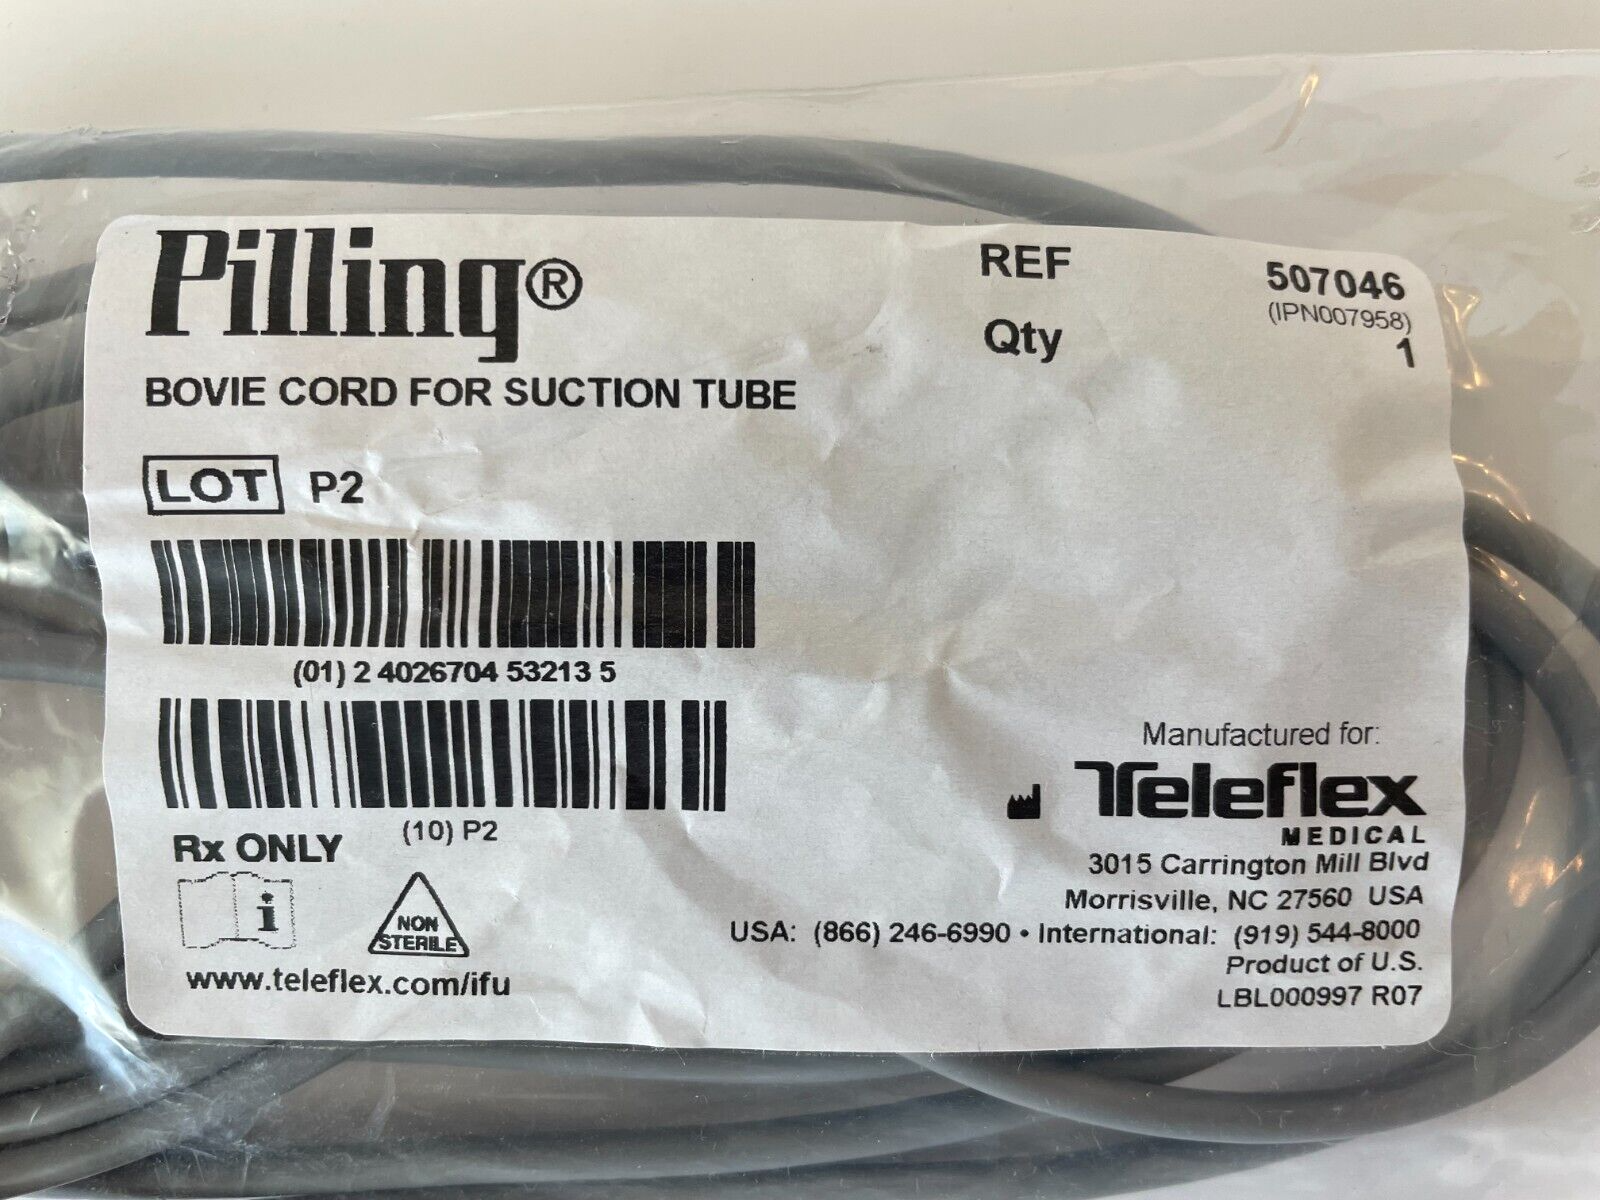 Pilling®
BOVIE CORD FOR SUCTION TUBE
REF 507046
(IPN007958)
Qty 1
LOT P2
(01) 2 4026704 53213 5
(10) P2
Rx ONLY
i
NON
STERILE
www.teleflex.com/ifu
Manufactured for:
Teleflex
MEDICAL
3015 Carrington Mill Blvd
Morrisville, NC 27560 USA
USA: (866) 246-6990 • International: (919) 544-8000
Product of U.S.
LBL000997 R07